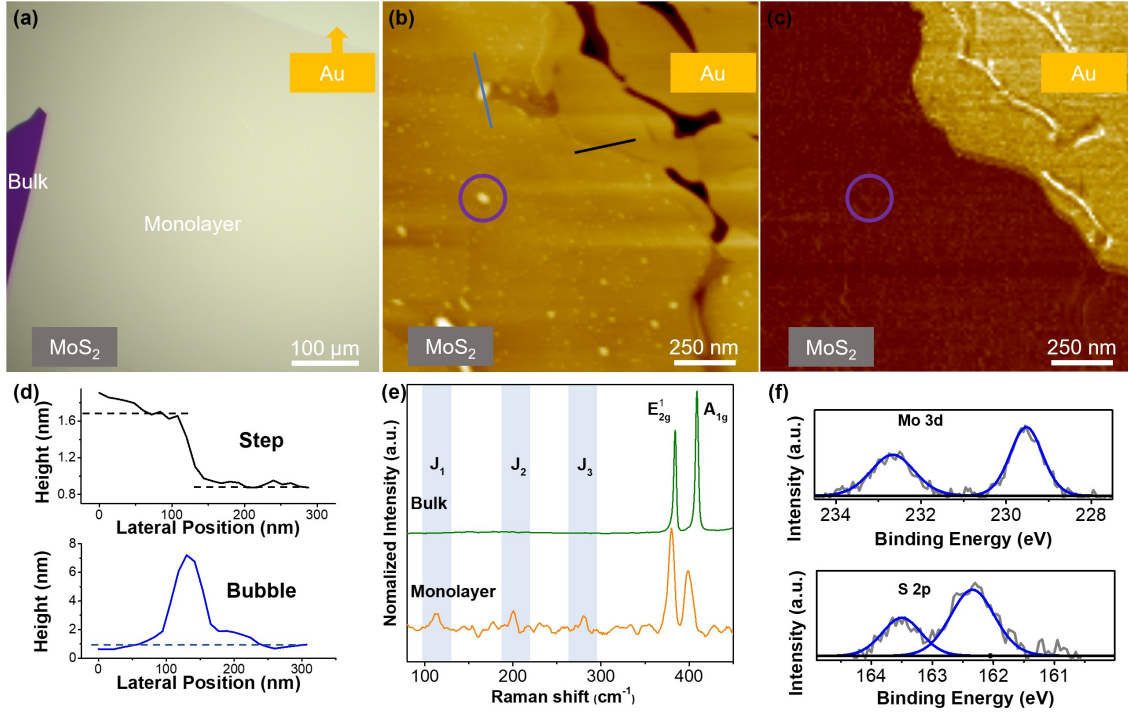 (a)
Au
Bulk
Monolayer
MoS2
100 μm
(b)
Au
MoS2
250 nm
(c)
Au
MoS2
250 nm
(d)
Height (nm)
1.6
1.2
0.8
Step
0 100 200 300
Lateral Position (nm)
Height (nm)
8
6
4
2
0
Bubble
0 100 200 300
Lateral Position (nm)
(e)
Nomalized Intensity (a.u.)
E2g1
A1g
J1
J2
J3
Bulk
Monolayer
100 200 300 400
Raman shift (cm-1)
(f)
Intensity (a.u.)
Mo 3d
234 232 230 228
Binding Energy (eV)
Intensity (a.u.)
S 2p
164 163 162 161
Binding Energy (eV)